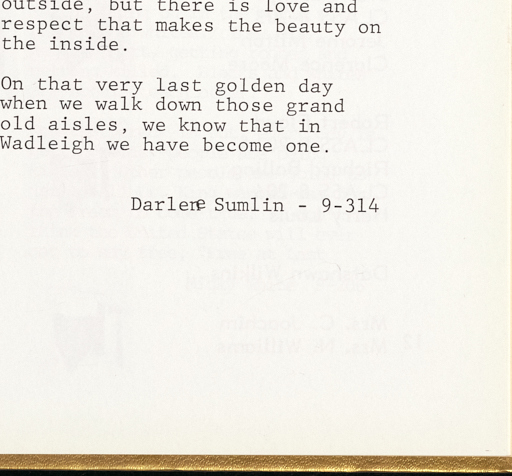 outside, but there is love and
respect that makes the beauty on
the inside.
On that very last golden day
when we walk down those grand
old aisles, we know that in
Wadleigh we have become one.
Darlene Sumlin - 9-314